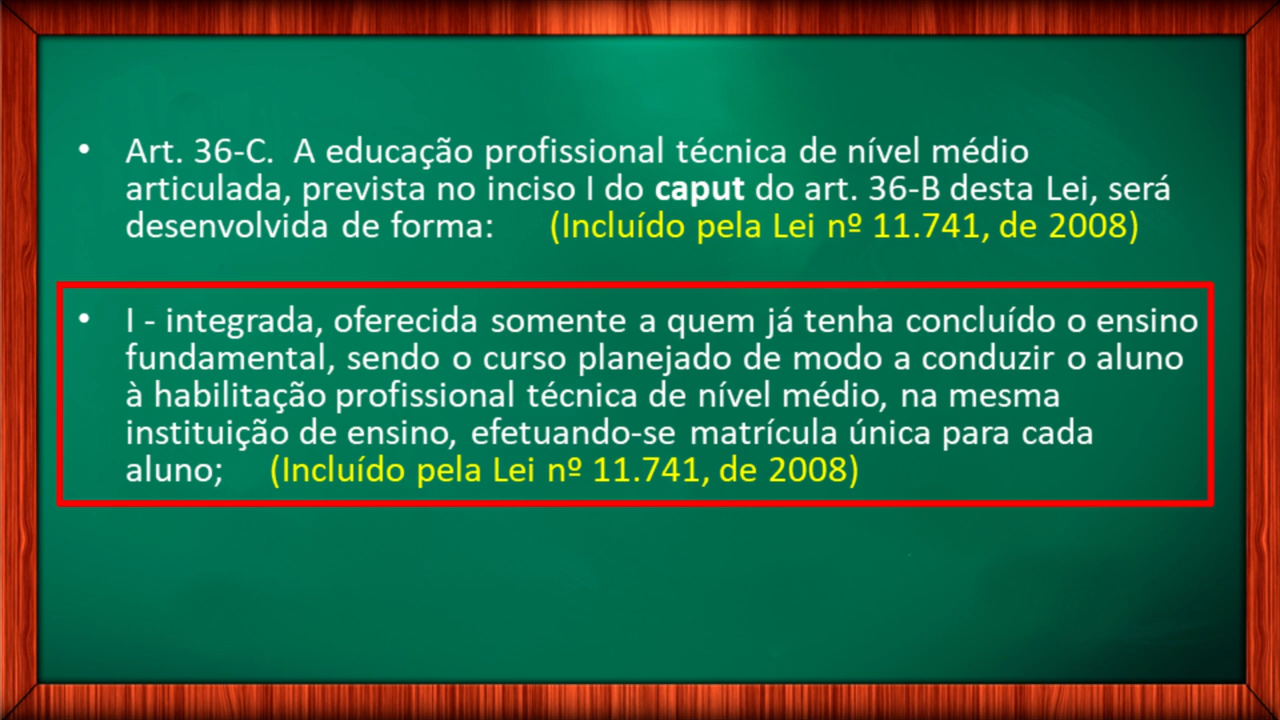 • Art. 36-C.  A educação profissional técnica de nível médio
articulada, prevista no inciso I do caput do art. 36-B desta Lei, será
desenvolvida de forma:     (Incluído pela Lei nº 11.741, de 2008)
• I - integrada, oferecida somente a quem já tenha concluído o ensino
fundamental, sendo o curso planejado de modo a conduzir o aluno
à habilitação profissional técnica de nível médio, na mesma
instituição de ensino, efetuando-se matrícula única para cada
aluno;     (Incluído pela Lei nº 11.741, de 2008)